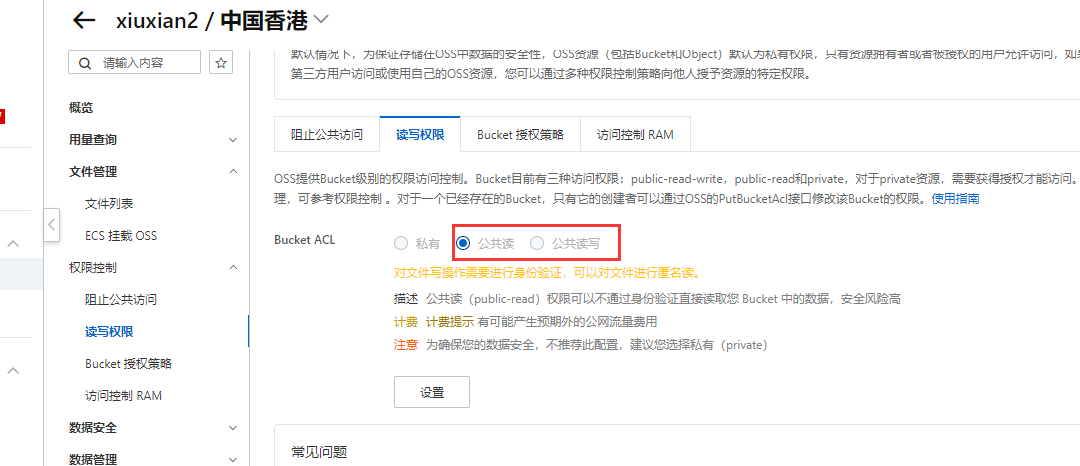 xiuxian2 / 中国香港
请输入内容
概览
用量查询
文件管理
文件列表
ECS 挂载 OSS
权限控制
阻止公共访问
读写权限
Bucket 授权策略
访问控制 RAM
数据安全
数据管理
默认情况下，为保证存储在OSS中数据的安全性，OSS资源（包括Bucket和Object）默认为私有权限，只有资源拥有者或者被授权的用户允许访问，如果
第三方用户访问或使用自己的OSS资源，您可以通过多种权限控制策略向他人授予资源的特定权限。
阻止公共访问 读写权限 Bucket 授权策略 访问控制 RAM
OSS提供Bucket级别的权限访问控制。Bucket目前有三种访问权限：public-read-write，public-read和private，对于private资源，需要获得授权才能访问。
理，可参考权限控制 。对于一个已经存在的Bucket，只有它的创建者可以通过OSS的PutBucketAcl接口修改该Bucket的权限。使用指南
Bucket ACL 私有 公共读 公共读写
对文件写操作需要进行身份验证，可以对文件进行匿名读。
描述 公共读（public-read）权限可以不通过身份验证直接读取您 Bucket 中的数据，安全风险高
计费 计费提示 有可能产生预期外的公网流量费用
注意 为确保您的数据安全，不推荐此配置，建议您选择私有（private）
设置
常见问题